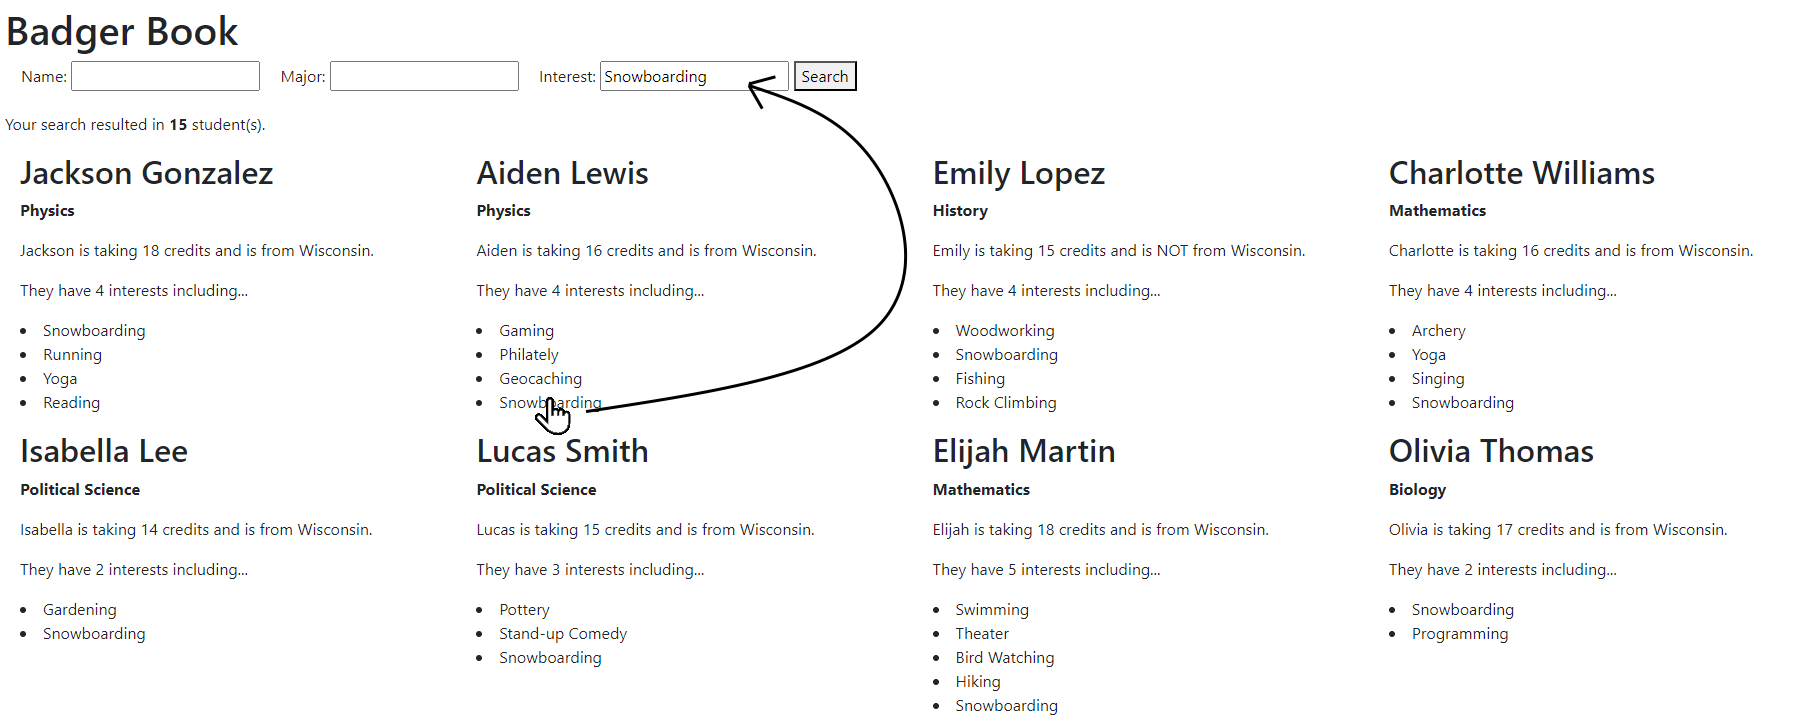 Badger Book
Name: Major: Interest: Snowboarding Search
Your search resulted in 15 student(s).
Jackson Gonzalez
Physics
Jackson is taking 18 credits and is from Wisconsin.
They have 4 interests including...
Snowboarding
Running
Yoga
Reading
Aiden Lewis
Physics
Aiden is taking 16 credits and is from Wisconsin.
They have 4 interests including...
Gaming
Philately
Geocaching
Snowboarding
Emily Lopez
History
Emily is taking 15 credits and is NOT from Wisconsin.
They have 4 interests including...
Woodworking
Snowboarding
Fishing
Rock Climbing
Charlotte Williams
Mathematics
Charlotte is taking 16 credits and is from Wisconsin.
They have 4 interests including...
Archery
Yoga
Singing
Snowboarding
Isabella Lee
Political Science
Isabella is taking 14 credits and is from Wisconsin.
They have 2 interests including...
Gardening
Snowboarding
Lucas Smith
Political Science
Lucas is taking 15 credits and is from Wisconsin.
They have 3 interests including...
Pottery
Stand-up Comedy
Snowboarding
Elijah Martin
Mathematics
Elijah is taking 18 credits and is from Wisconsin.
They have 5 interests including...
Swimming
Theater
Bird Watching
Hiking
Snowboarding
Olivia Thomas
Biology
Olivia is taking 17 credits and is from Wisconsin.
They have 2 interests including...
Snowboarding
Programming